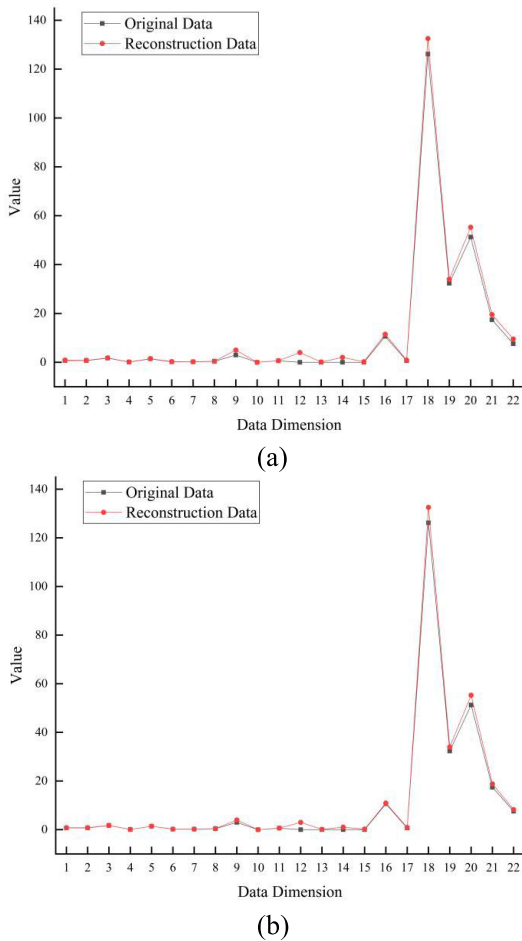 Original Data
Reconstruction Data
140
120
100
80
60
40
20
0
Value
1 2 3 4 5 6 7 8 9 10 11 12 13 14 15 16 17 18 19 20 21 22
Data Dimension
(a)
Original Data
Reconstruction Data
140
120
100
80
60
40
20
0
Value
1 2 3 4 5 6 7 8 9 10 11 12 13 14 15 16 17 18 19 20 21 22
Data Dimension
(b)